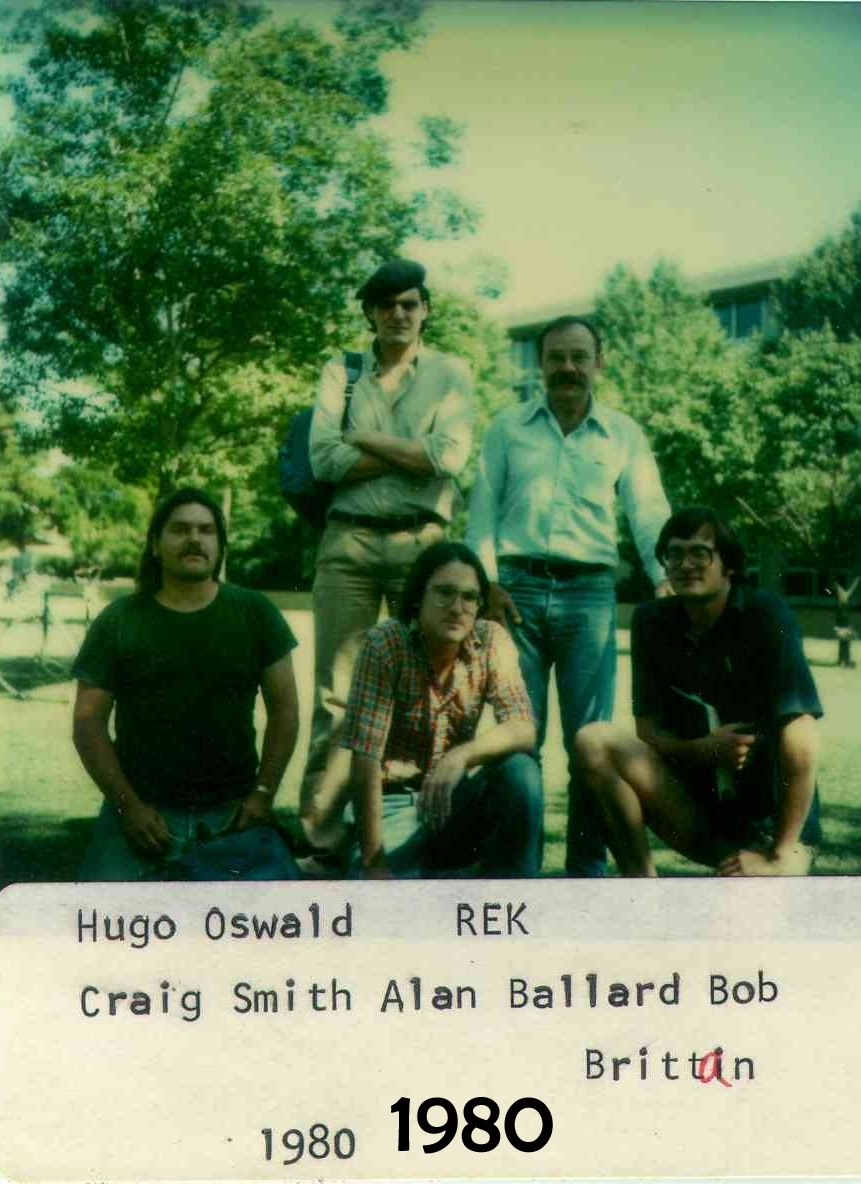 Hugo Oswald REK
Craig Smith Alan Ballard Bob
Brittan
1980 1980